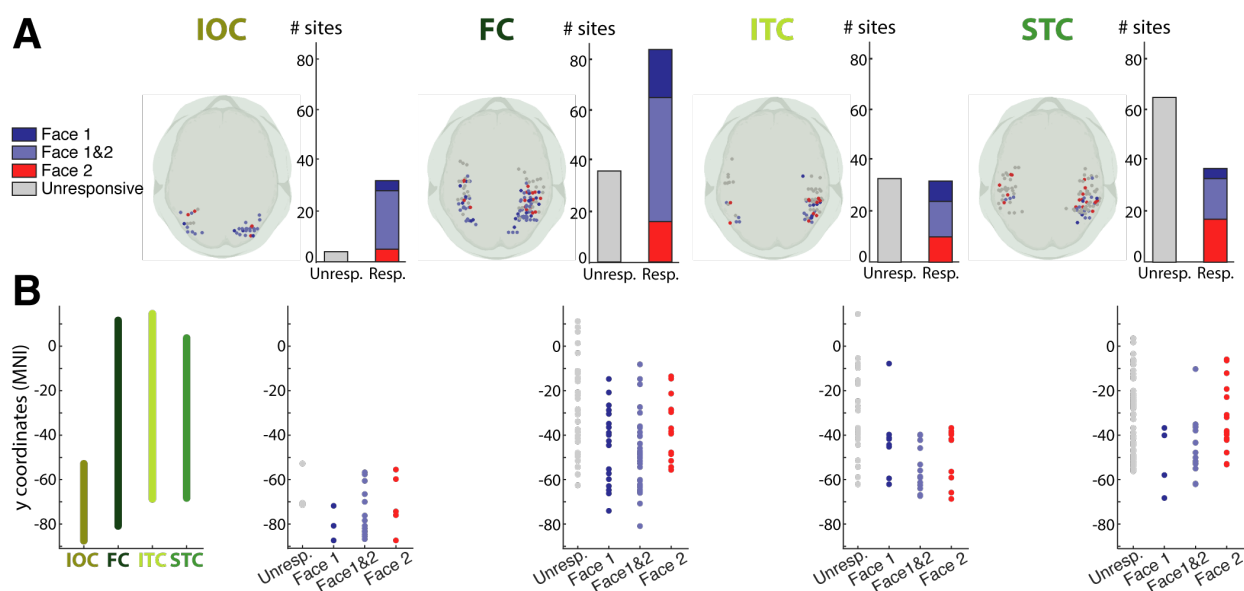 A
IOC # sites FC # sites ITC # sites STC # sites
80 80 80 80
60 60 60 60
40 40 40 40
20 20 20 20
0 0 0 0
Face 1
Face 1&2
Face 2
Unresponsive
Unresp. Resp. Unresp. Resp. Unresp. Resp. Unresp. Resp.
B
y coordinates (MNI)
0 0 0 0 0
-20 -20 -20 -20 -20
-40 -40 -40 -40 -40
-60 -60 -60 -60 -60
-80 -80 -80 -80 -80
IOC FC ITC STC
Unresp. Face 1 Face1&2 Face 2
Unresp. Face 1 Face1&2 Face 2
Unresp. Face 1 Face1&2 Face 2
Unresp. Face 1 Face1&2 Face 2